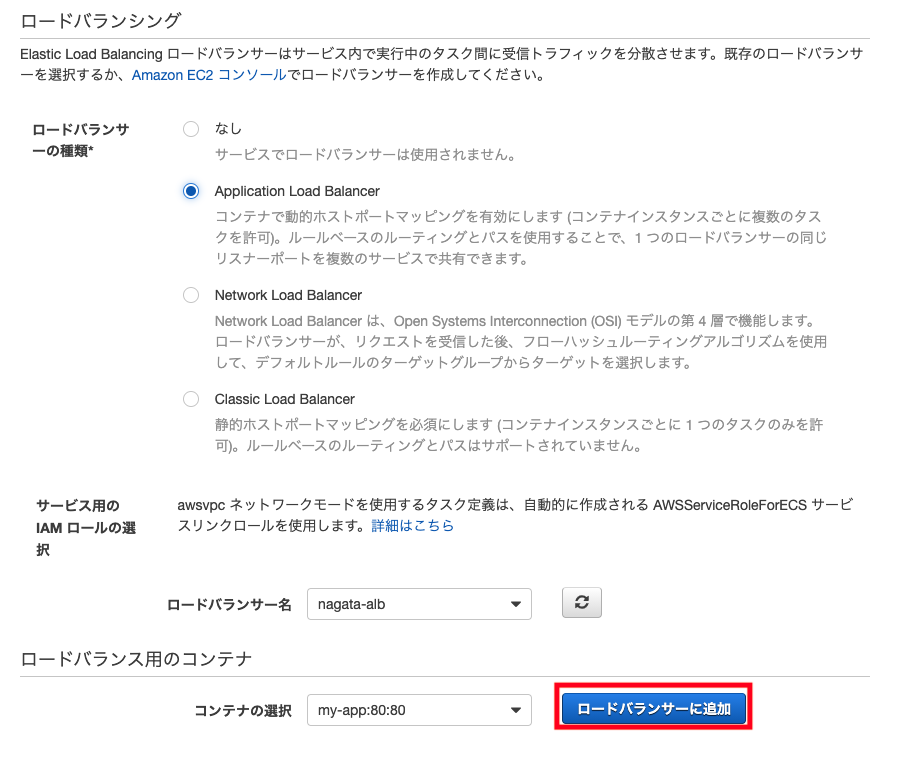 ロードバランシング
Elastic Load Balancing ロードバランサーはサービス内で実行中のタスク間に受信トラフィックを分散させます。既存のロードバランサ
ーを選択するか、Amazon EC2 コンソールでロードバランサーを作成してください。
ロードバランサ
ーの種類*
なし
サービスでロードバランサーは使用されません。
Application Load Balancer
コンテナで動的ホストポートマッピングを有効にします (コンテナインスタンスごとに複数のタス
クを許可)。ルールベースのルーティングとパスを使用することで、1 つのロードバランサーの同じ
リスナーポートを複数のサービスで共有できます。
Network Load Balancer
Network Load Balancer は、Open Systems Interconnection (OSI) モデルの第 4 層で機能します。
ロードバランサーが、リクエストを受信した後、フローハッシュルーティングアルゴリズムを使用
して、デフォルトルールのターゲットグループからターゲットを選択します。
Classic Load Balancer
静的ホストポートマッピングを必須にします (コンテナインスタンスごとに 1 つのタスクのみを許
可)。ルールベースのルーティングとパスはサポートされていません。
サービス用の
IAM ロールの選
択
awsvpc ネットワークモードを使用するタスク定義は、自動的に作成される AWSServiceRoleForECS サービ
スリンクロールを使用します。詳細はこちら
ロードバランサー名
nagata-alb
ロードバランス用のコンテナ
コンテナの選択
my-app:80:80
ロードバランサーに追加